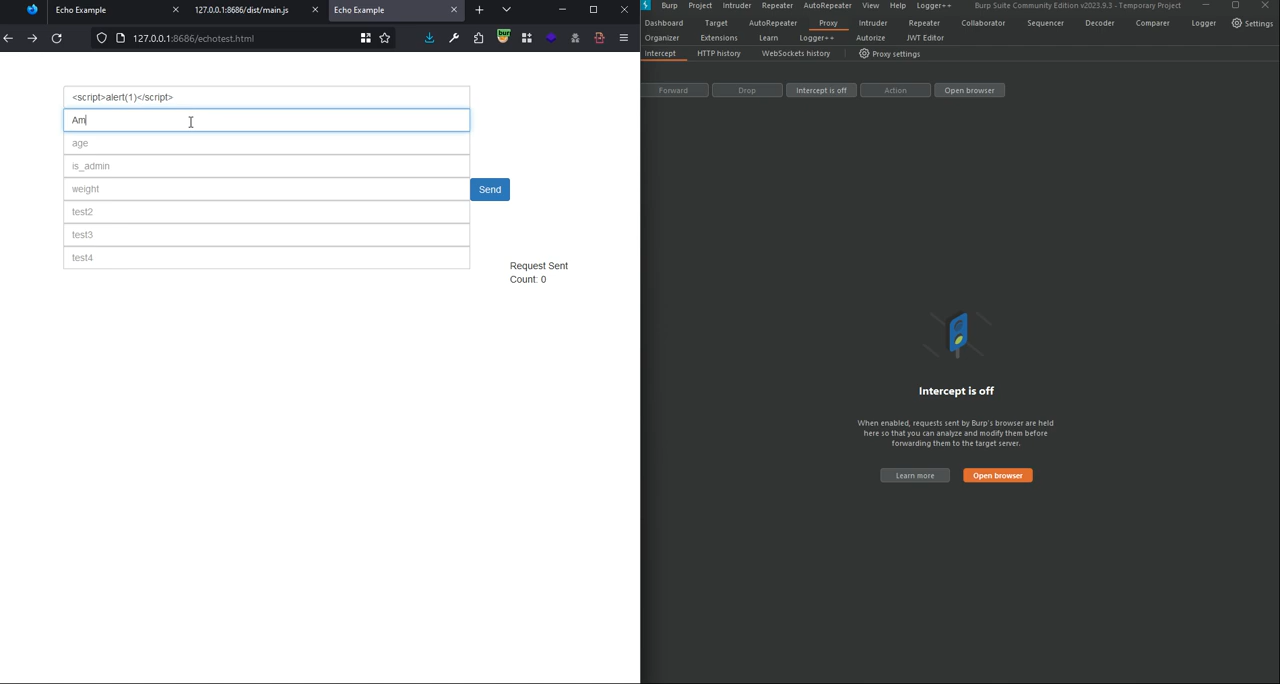 Echo Example
127.0.0.1:8686/dist/main.js
Echo Example
127.0.0.1:8686/echotest.html
<script>alert(1)</script>
Am
age
is_admin
weight
Send
test2
test3
test4
Request Sent
Count: 0
Burp Project Intruder Repeater AutoRepeater View Help Logger++ Burp Suite Community Edition v2023.9.3 - Temporary Project
Dashboard Target AutoRepeater Proxy Intruder Repeater Collaborator Sequencer Decoder Comparer Logger Settings
Organizer Extensions Learn Logger++ Autorize JWT Editor
Intercept HTTP history WebSockets history Proxy settings
Forward Drop Intercept is off Action Open browser
Intercept is off
When enabled, requests sent by Burp's browser are held
here so that you can analyze and modify them before
forwarding them to the target server.
Learn more Open browser